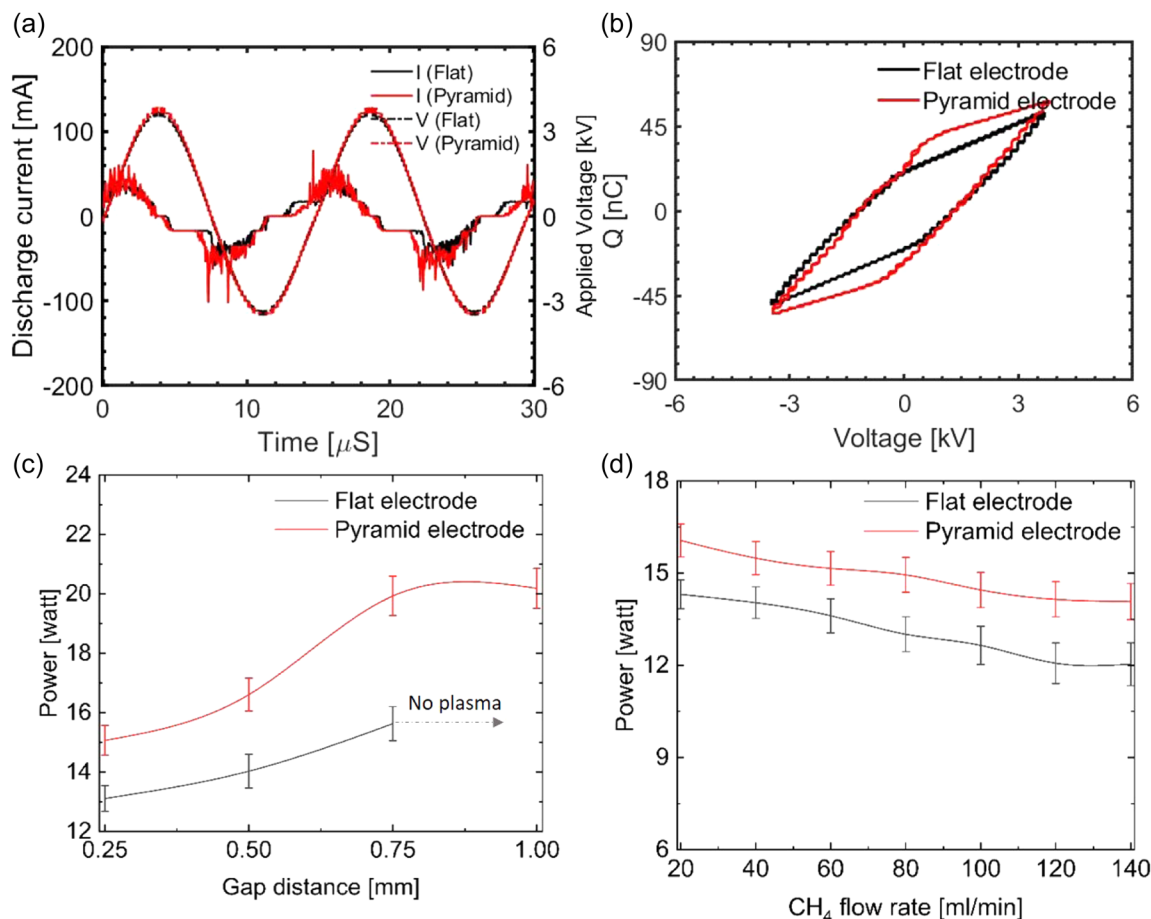 (a)
200
100
0
-100
-200
Discharge current [mA]
I (Flat)
I (Pyramid)
V (Flat)
V (Pyramid)
6
3
0
-3
-6
Applied Voltage [kV]
0
10
20
30
Time [μS]
(b)
90
45
0
-45
-90
Q [nC]
Flat electrode
Pyramid electrode
-6
-3
0
3
6
Voltage [kV]
(c)
24
22
20
18
16
14
12
Power [watt]
Flat electrode
Pyramid electrode
No plasma
0.25
0.50
0.75
1.00
Gap distance [mm]
(d)
18
15
12
9
6
Power [watt]
Flat electrode
Pyramid electrode
20
40
60
80
100
120
140
CH₄ flow rate [ml/min]